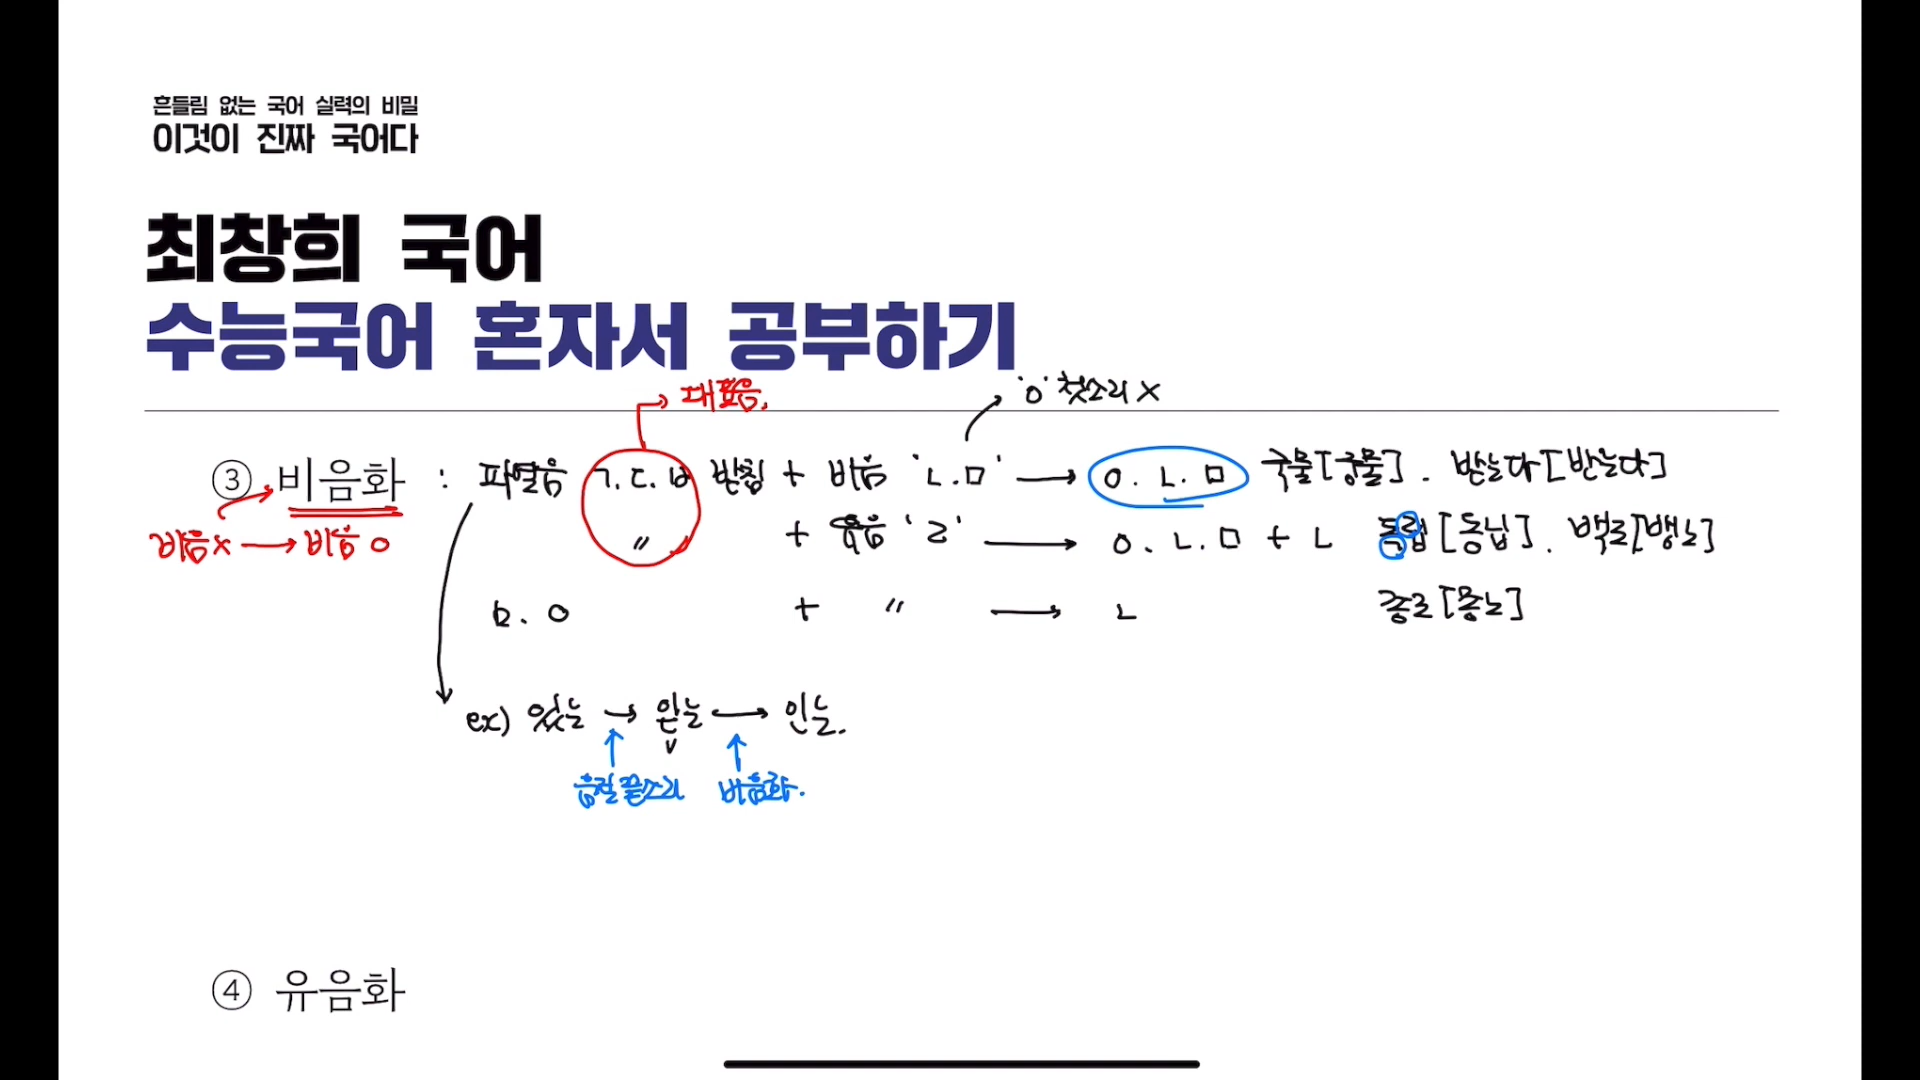 흔들림 없는 국어 실력의 비밀
이것이 진짜 국어다
최창희 국어
수능국어 혼자서 공부하기
대표음.
'ㅇ' 첫소리 X
③ 비음화 : 파열음 ㄱ.ㄷ.ㅂ 받침 + 비음 'ㄴ.ㅁ' → ㅇ.ㄴ.ㅁ 국물[궁물]. 받는다[반는다]
비음X → 비음 O
〃 + 유음 'ㄹ' → ㅇ.ㄴ.ㅁ + ㄴ 독립[동닙]. 백로[뱅노]
ㅁ.ㅇ + 〃 → ㄴ 종로[종노]
ex) 있는 → 읻는 → 인는.
음절끝소리 비음화.
④ 유음화